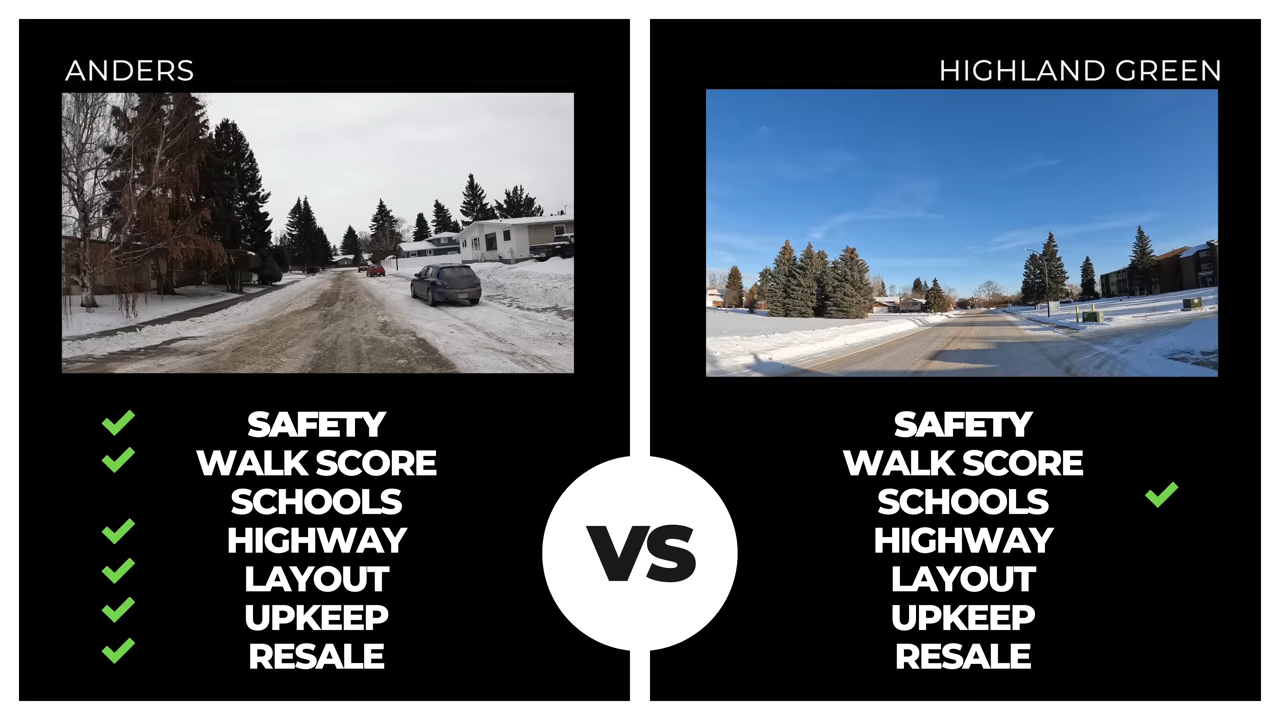 ANDERS
SAFETY
WALK SCORE
SCHOOLS
HIGHWAY
LAYOUT
UPKEEP
RESALE
VS
HIGHLAND GREEN
SAFETY
WALK SCORE
SCHOOLS
HIGHWAY
LAYOUT
UPKEEP
RESALE